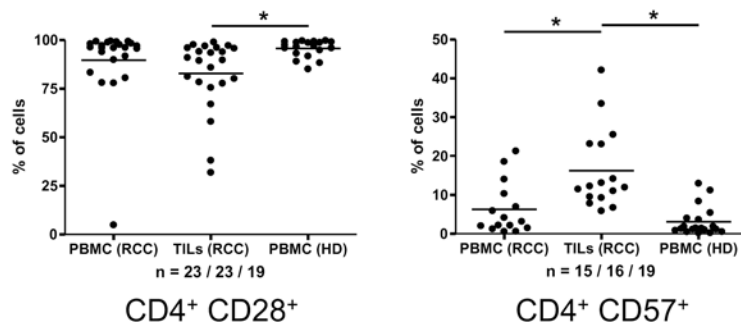 *
* *
100
75
50
25
0
% of cells
PBMC (RCC) TILs (RCC) PBMC (HD)
n = 23 / 23 / 19
CD4⁺ CD28⁺
50
40
30
20
10
0
% of cells
PBMC (RCC) TILs (RCC) PBMC (HD)
n = 15 / 16 / 19
CD4⁺ CD57⁺